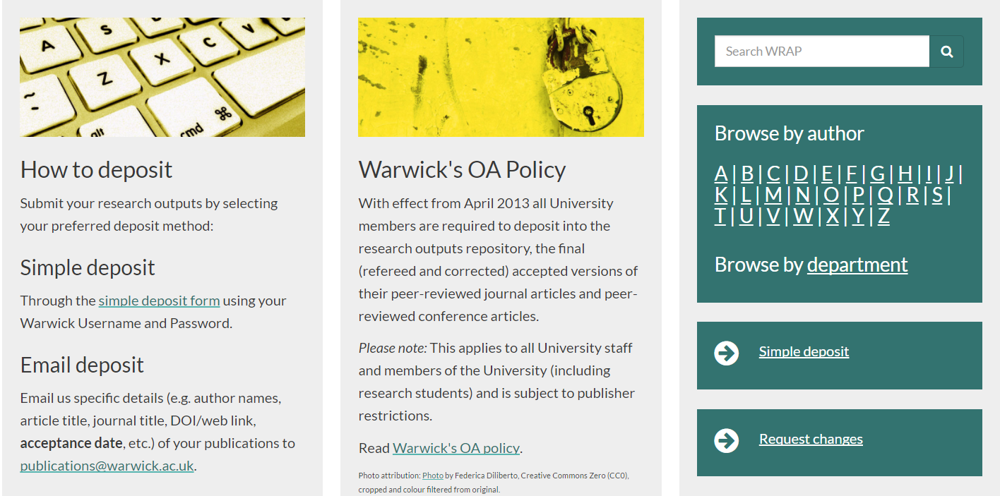 A
S
C
V
Z
X
~
-
alt
cmd
⌘
How to deposit
Submit your research outputs by selecting
your preferred deposit method:
Simple deposit
Through the simple deposit form using your
Warwick Username and Password.
Email deposit
Email us specific details (e.g. author names,
article title, journal title, DOI/web link,
acceptance date, etc.) of your publications to
publications@warwick.ac.uk.
Warwick's OA Policy
With effect from April 2013 all University
members are required to deposit into the
research outputs repository, the final
(refereed and corrected) accepted versions of
their peer-reviewed journal articles and peer-
reviewed conference articles.
Please note: This applies to all University staff
and members of the University (including
research students) and is subject to publisher
restrictions.
Read Warwick's OA policy.
Photo attribution: Photo by Federica Diliberto, Creative Commons Zero (CC0),
cropped and colour filtered from original.
Search WRAP
Browse by author
A | B | C | D | E | F | G | H | I | J |
K | L | M | N | O | P | Q | R | S |
T | U | V | W | X | Y | Z
Browse by department
Simple deposit
Request changes